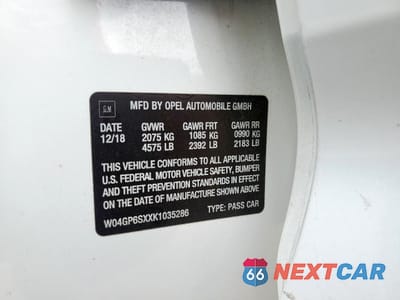 MFD BY OPEL AUTOMOBILE GMBH
GM
DATE GVWR GAWR FRT GAWR RR
12/18 2075 KG 1085 KG 0990 KG
4575 LB 2392 LB 2183 LB
THIS VEHICLE CONFORMS TO ALL APPLICABLE
U.S. FEDERAL MOTOR VEHICLE SAFETY, BUMPER
AND THEFT PREVENTION STANDARDS IN EFFECT
ON THE DATE OF MANUFACTURE SHOWN ABOVE.
W04GP6SXXK1035286 TYPE: PASS CAR
66 NEXTCAR